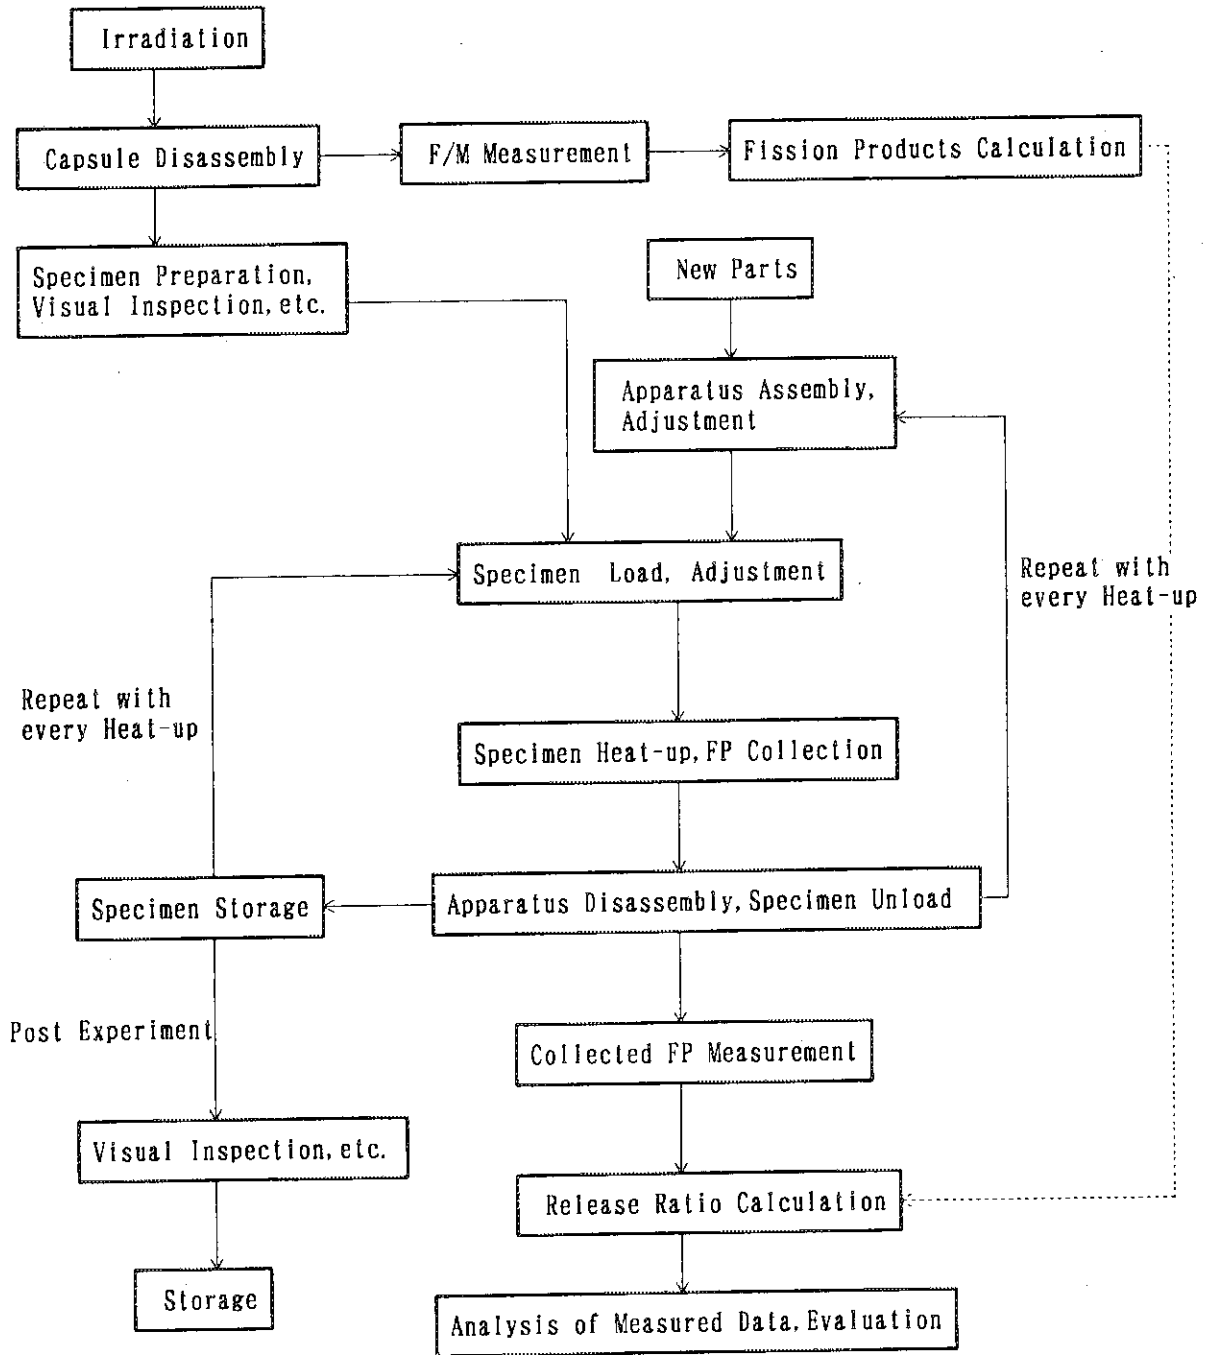 Irradiation
Capsule Disassembly
F/M Measurement
Fission Products Calculation
Specimen Preparation,
Visual Inspection, etc.
New Parts
Apparatus Assembly,
Adjustment
Specimen Load, Adjustment
Repeat with
every Heat-up
Repeat with
every Heat-up
Specimen Heat-up, FP Collection
Specimen Storage
Apparatus Disassembly, Specimen Unload
Post Experiment
Collected FP Measurement
Visual Inspection, etc.
Release Ratio Calculation
Storage
Analysis of Measured Data, Evaluation